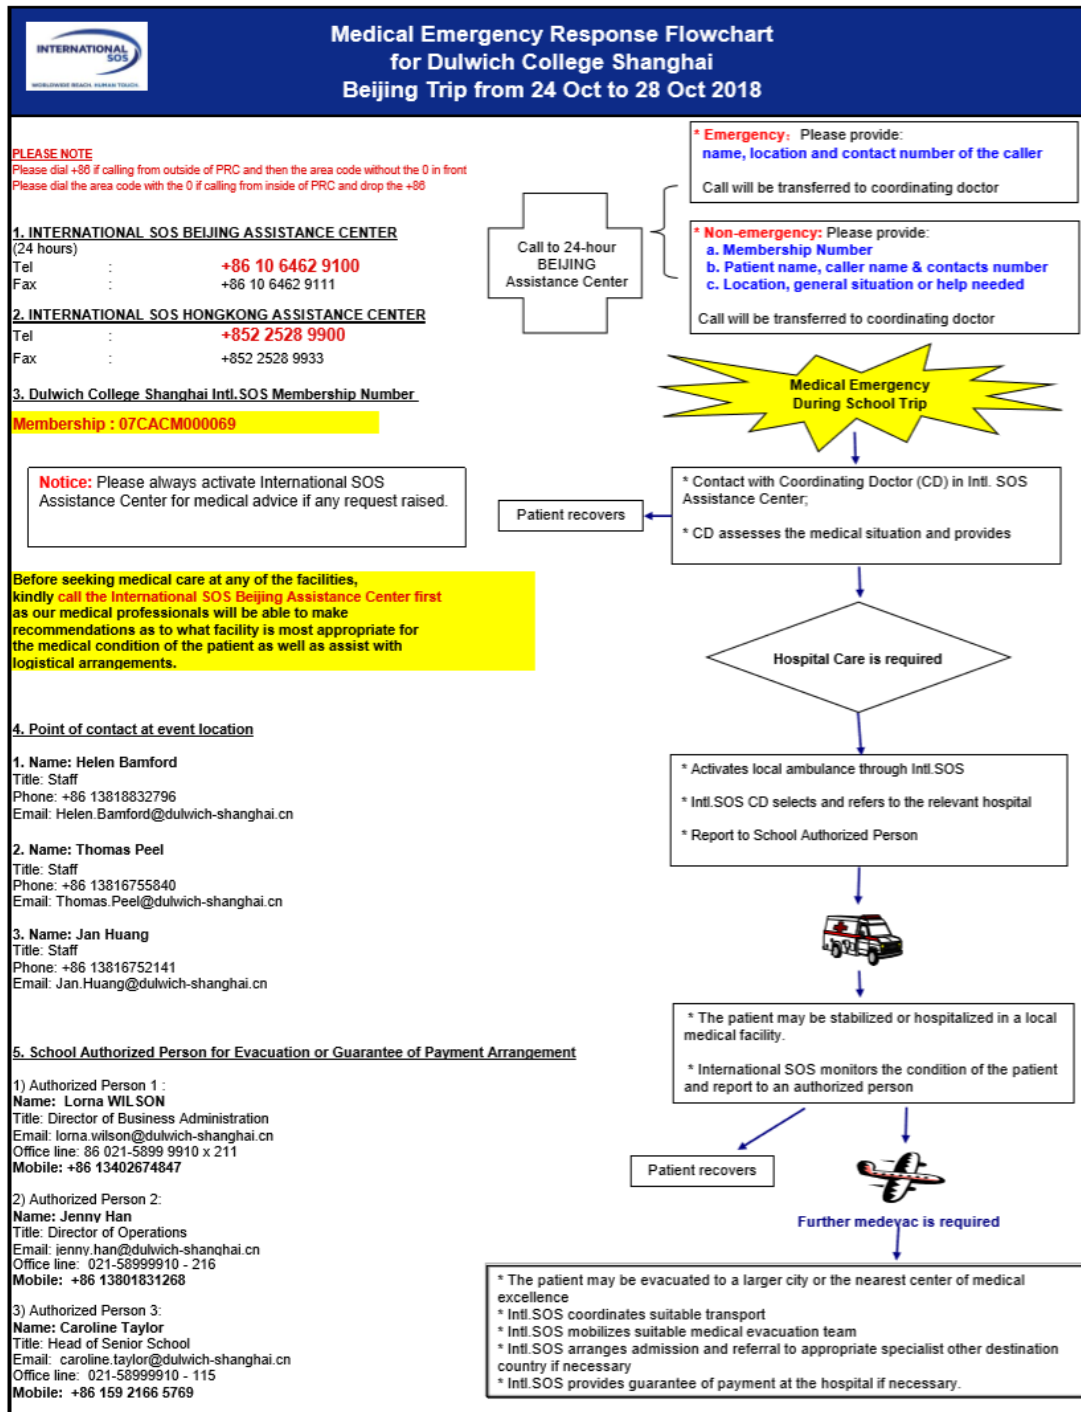 INTERNATIONAL
SOS
WORLDWIDE REACH. HUMAN TOUCH.
Medical Emergency Response Flowchart
for Dulwich College Shanghai
Beijing Trip from 24 Oct to 28 Oct 2018
PLEASE NOTE
Please dial +86 if calling from outside of PRC and then the area code without the 0 in front
Please dial the area code with the 0 if calling from inside of PRC and drop the +86
1. INTERNATIONAL SOS BEIJING ASSISTANCE CENTER
(24 hours)
Tel : +86 10 6462 9100
Fax : +86 10 6462 9111
2. INTERNATIONAL SOS HONGKONG ASSISTANCE CENTER
Tel : +852 2528 9900
Fax : +852 2528 9933
3. Dulwich College Shanghai Intl.SOS Membership Number
Membership : 07CACM000069
Notice: Please always activate International SOS
Assistance Center for medical advice if any request raised.
Before seeking medical care at any of the facilities,
kindly call the International SOS Beijing Assistance Center first
as our medical professionals will be able to make
recommendations as to what facility is most appropriate for
the medical condition of the patient as well as assist with
logistical arrangements.
4. Point of contact at event location
1. Name: Helen Bamford
Title: Staff
Phone: +86 13818832796
Email: Helen.Bamford@dulwich-shanghai.cn
2. Name: Thomas Peel
Title: Staff
Phone: +86 13816755840
Email: Thomas.Peel@dulwich-shanghai.cn
3. Name: Jan Huang
Title: Staff
Phone: +86 13816752141
Email: Jan.Huang@dulwich-shanghai.cn
5. School Authorized Person for Evacuation or Guarantee of Payment Arrangement
1) Authorized Person 1 :
Name: Lorna WILSON
Title: Director of Business Administration
Email: lorna.wilson@dulwich-shanghai.cn
Office line: 86 021-5899 9910 x 211
Mobile: +86 13402674847
2) Authorized Person 2:
Name: Jenny Han
Title: Director of Operations
Email: jenny.han@dulwich-shanghai.cn
Office line: 021-58999910 - 216
Mobile: +86 13801831268
3) Authorized Person 3:
Name: Caroline Taylor
Title: Head of Senior School
Email: caroline.taylor@dulwich-shanghai.cn
Office line: 021-58999910 - 115
Mobile: +86 159 2166 5769
Call to 24-hour
BEIJING
Assistance Center
* Emergency: Please provide:
name, location and contact number of the caller
Call will be transferred to coordinating doctor
* Non-emergency: Please provide:
a. Membership Number
b. Patient name, caller name & contacts number
c. Location, general situation or help needed
Call will be transferred to coordinating doctor
Medical Emergency
During School Trip
* Contact with Coordinating Doctor (CD) in Intl. SOS
Assistance Center;
* CD assesses the medical situation and provides
Patient recovers
Hospital Care is required
* Activates local ambulance through Intl.SOS
* Intl.SOS CD selects and refers to the relevant hospital
* Report to School Authorized Person
* The patient may be stabilized or hospitalized in a local
medical facility.
* International SOS monitors the condition of the patient
and report to an authorized person
Patient recovers
Further medevac is required
* The patient may be evacuated to a larger city or the nearest center of medical
excellence
* Intl.SOS coordinates suitable transport
* Intl.SOS mobilizes suitable medical evacuation team
* Intl.SOS arranges admission and referral to appropriate specialist other destination
country if necessary
* Intl.SOS provides guarantee of payment at the hospital if necessary.